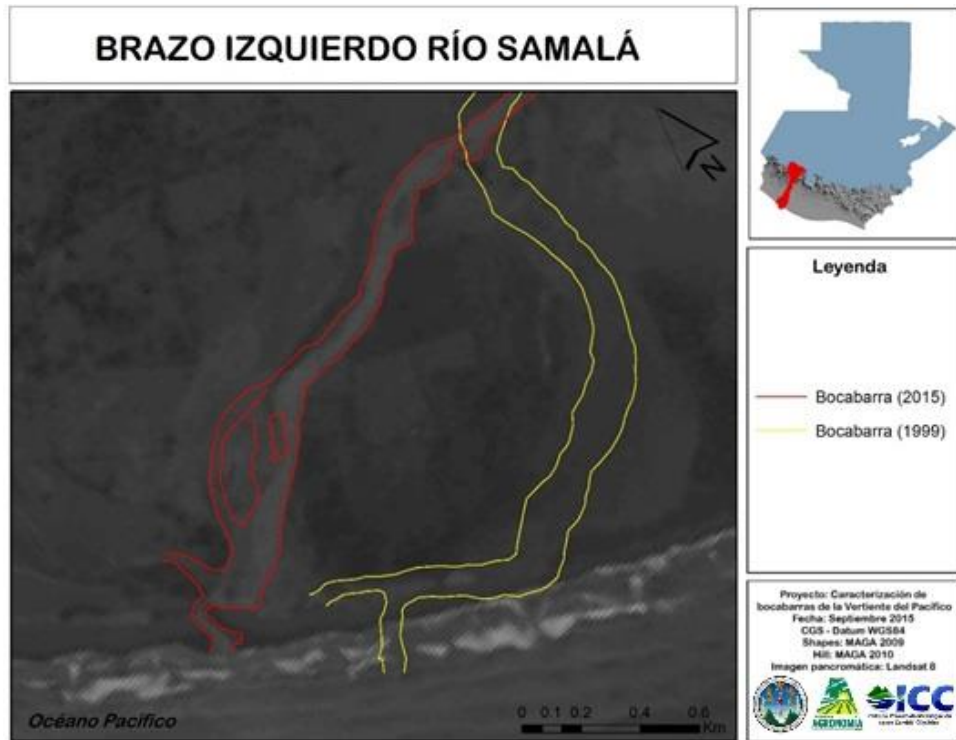 BRAZO IZQUIERDO RÍO SAMALÁ
N
Leyenda
Bocabarra (2015)
Bocabarra (1999)
Océano Pacífico
0 0.1 0.2 0.4 0.6
Km
Proyecto: Caracterización de
bocabarras de la Vertiente del Pacífico
Fecha: Septiembre 2015
CGS - Datum WGS84
Shapes: MAGA 2009
Hill: MAGA 2010
Imagen pancromática: Landsat 8
AGRONOMIA
ICC